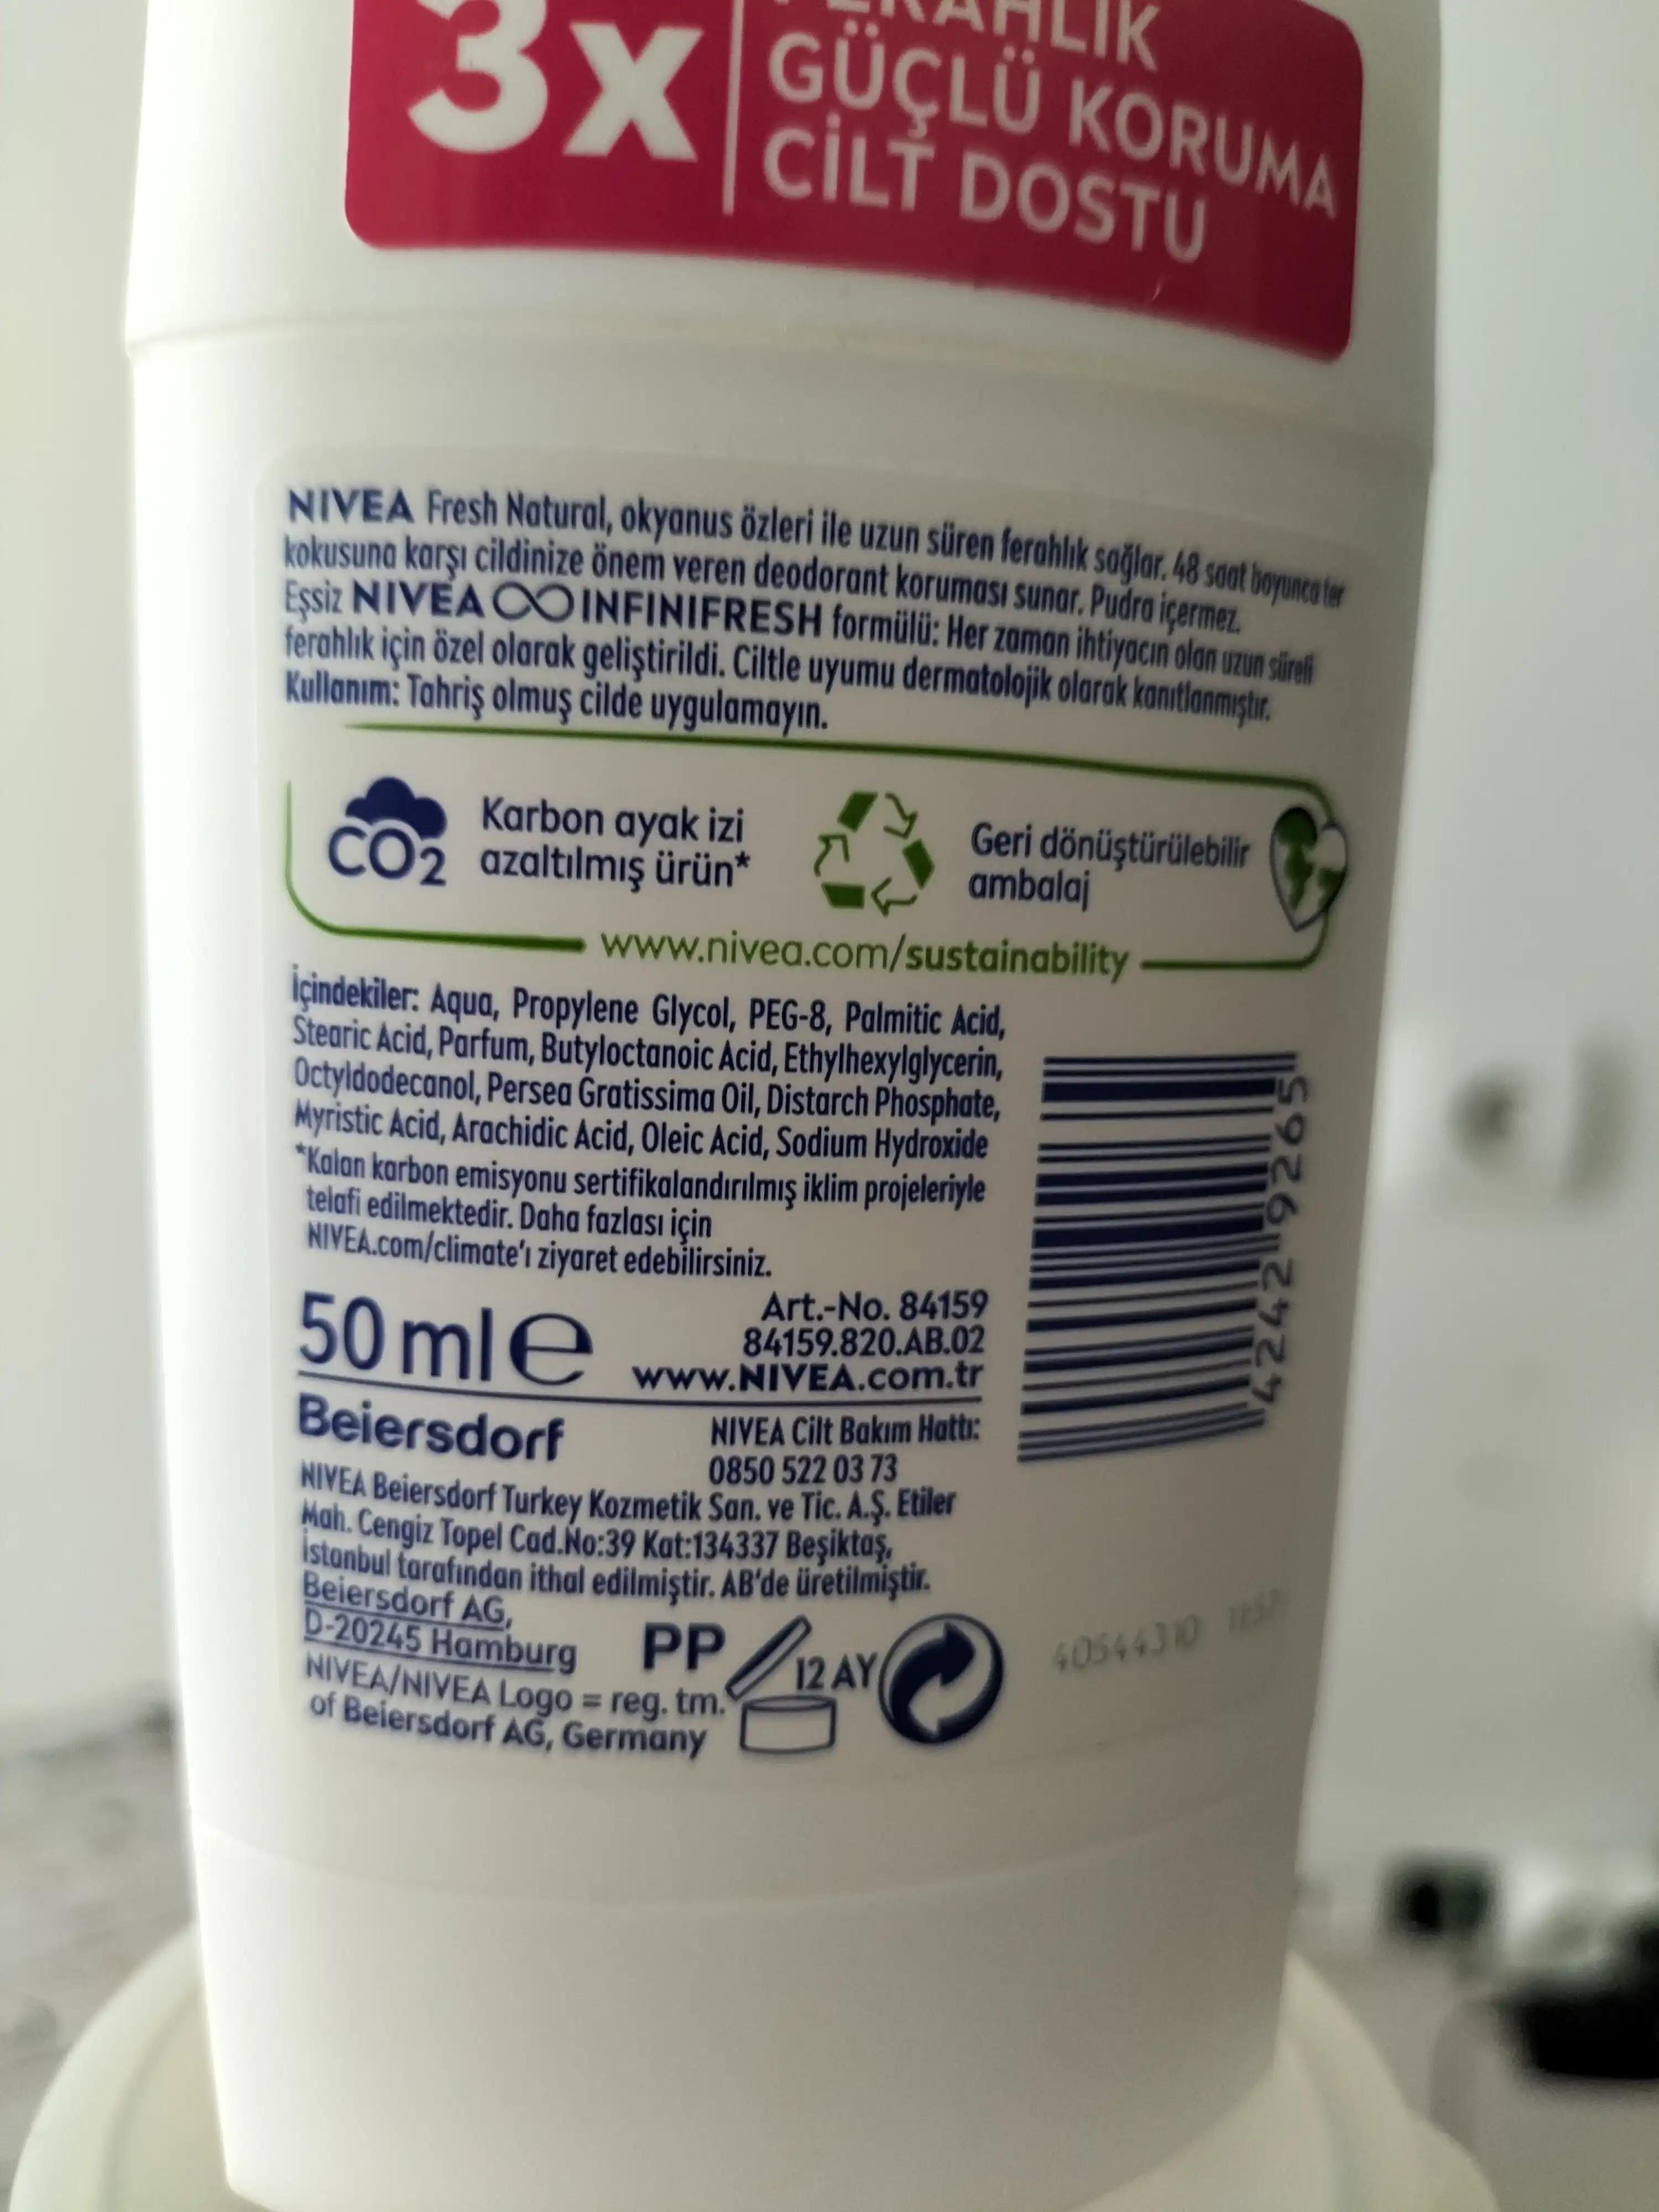 3x
FERAHLIK
GÜÇLÜ KORUMA
CİLT DOSTU
NIVEA Fresh Natural, okyanus özleri ile uzun süren ferahlık sağlar. 48 saat boyunca ter
kokusuna karşı cildinize önem veren deodorant koruması sunar. Pudra içermez.
Eşsiz NIVEA INFINIFRESH formülü: Her zaman ihtiyacın olan uzun süreli
ferahlık için özel olarak geliştirildi. Ciltle uyumu dermatolojik olarak kanıtlanmıştır.
Kullanım: Tahriş olmuş cilde uygulamayın.
CO2
Karbon ayak izi
azaltılmış ürün*
Geri dönüştürülebilir
ambalaj
www.nivea.com/sustainability
İçindekiler: Aqua, Propylene Glycol, PEG-8, Palmitic Acid,
Stearic Acid, Parfum, Butyloctanoic Acid, Ethylhexylglycerin,
Octyldodecanol, Persea Gratissima Oil, Distarch Phosphate,
Myristic Acid, Arachidic Acid, Oleic Acid, Sodium Hydroxide
*Kalan karbon emisyonu sertifikalandırılmış iklim projeleriyle
telafi edilmektedir. Daha fazlası için
NIVEA.com/climate'ı ziyaret edebilirsiniz.
42429265
50 ml e
Art.-No. 84159
84159.820.AB.02
www.NIVEA.com.tr
Beiersdorf
NIVEA Cilt Bakım Hattı:
0850 522 03 73
NIVEA Beiersdorf Turkey Kozmetik San. ve Tic. A.Ş. Etiler
Mah. Cengiz Topel Cad.No:39 Kat:134337 Beşiktaş,
İstanbul tarafından ithal edilmiştir. AB'de üretilmiştir.
Beiersdorf AG,
D-20245 Hamburg
NIVEA/NIVEA Logo = reg. tm.
of Beiersdorf AG, Germany
PP
12 AY
40544310